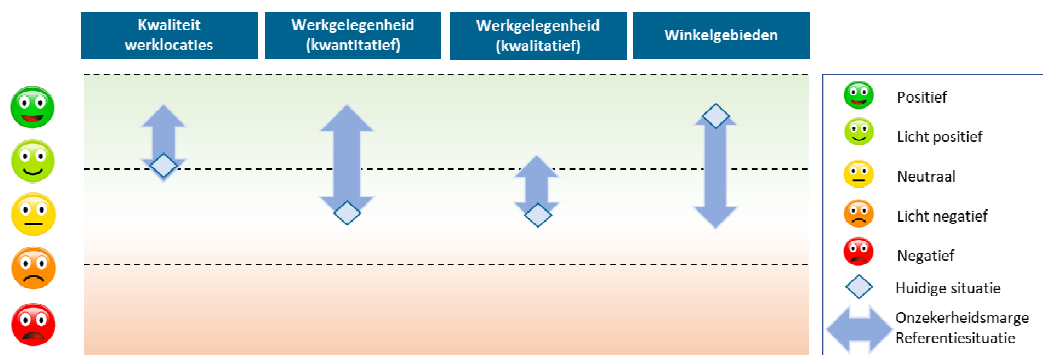 Kwaliteit
werklocaties
Werkgelegenheid
(kwantitatief)
Werkgelegenheid
(kwalitatief)
Winkelgebieden
Positief
Licht positief
Neutraal
Licht negatief
Negatief
Huidige situatie
Onzekerheidsmarge
Referentiesituatie